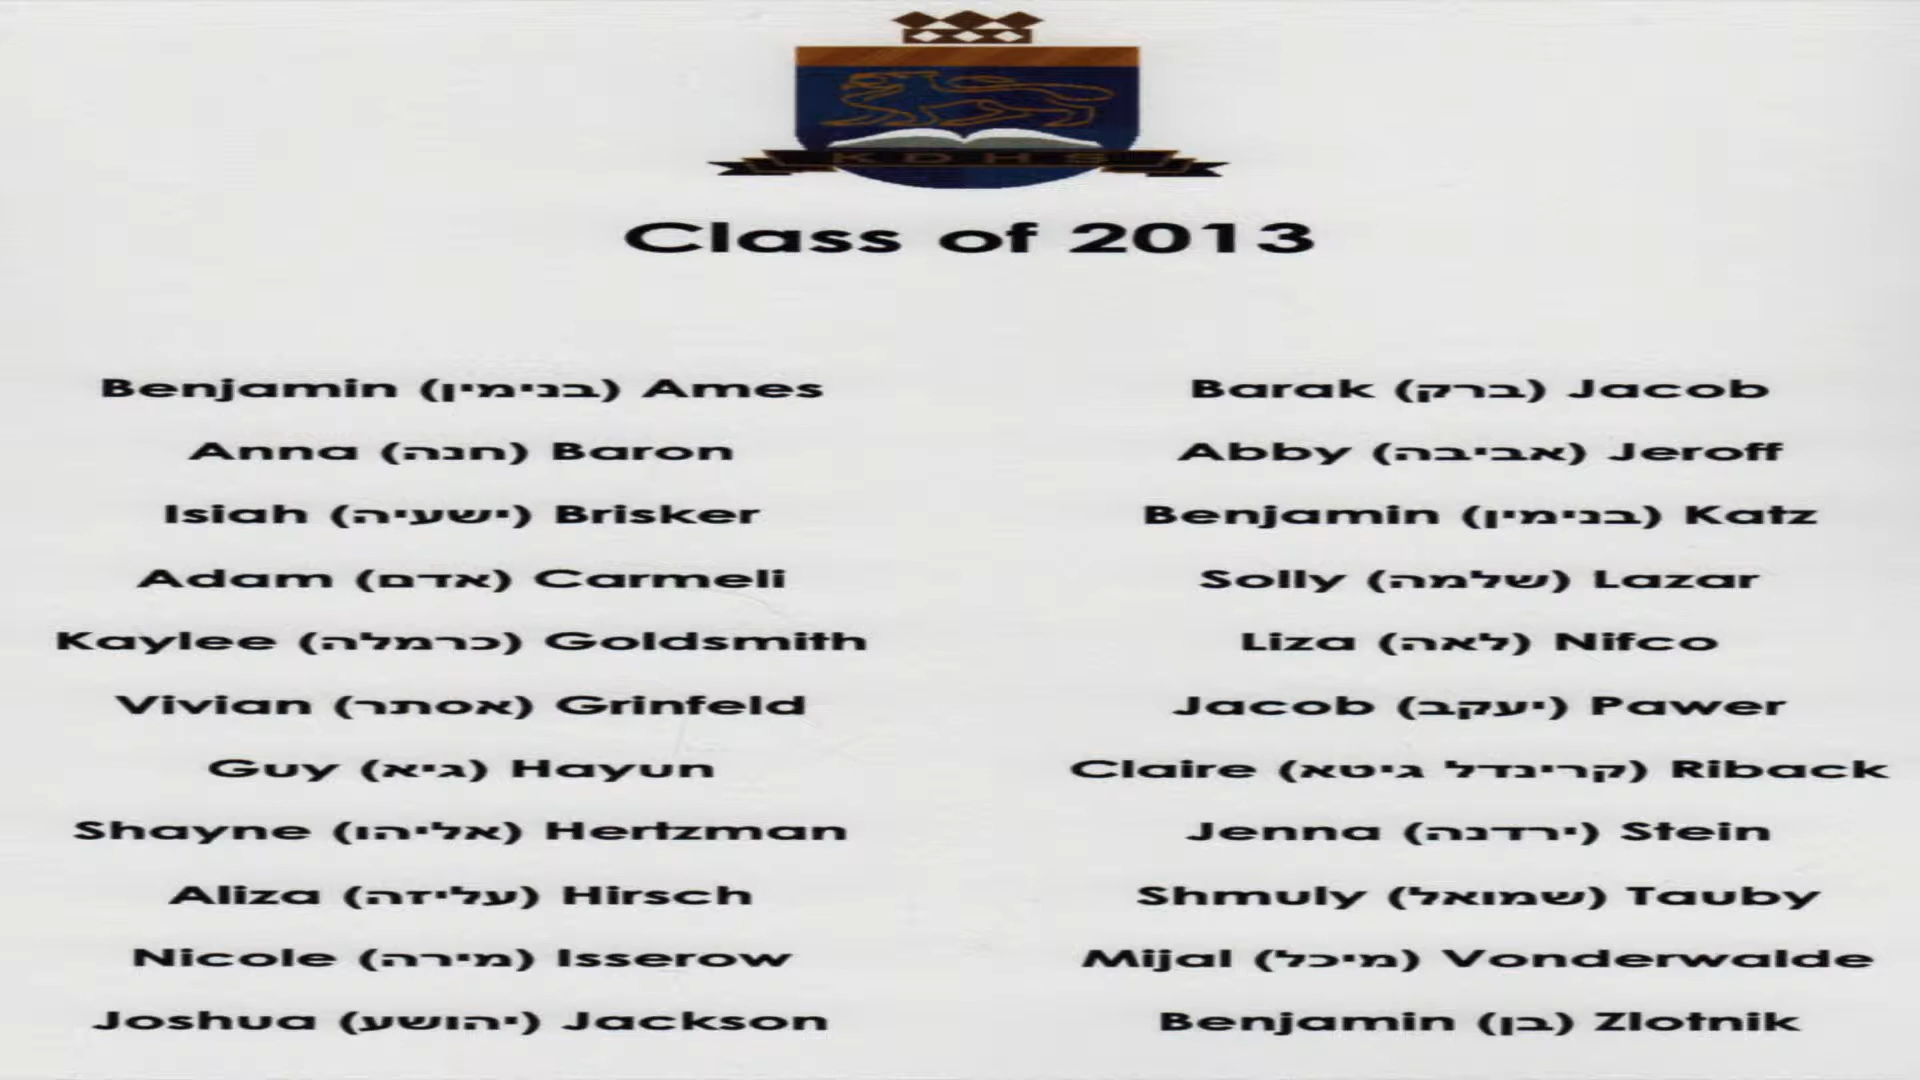 KDHS
Class of 2013
Benjamin (בנימין) Ames
Anna (חנה) Baron
Isiah (ישעיה) Brisker
Adam (אדם) Carmeli
Kaylee (כרמלה) Goldsmith
Vivian (אסתר) Grinfeld
Guy (גיא) Hayun
Shayne (אליהו) Hertzman
Aliza (עליזה) Hirsch
Nicole (מירה) Isserow
Joshua (יהושע) Jackson
Barak (ברק) Jacob
Abby (אביבה) Jeroff
Benjamin (בנימין) Katz
Solly (שלמה) Lazar
Liza (לאה) Nifco
Jacob (יעקב) Pawer
Claire (קרינדל גיטא) Riback
Jenna (ירדנה) Stein
Shmuly (שמואל) Tauby
Mijal (מיכל) Vonderwalde
Benjamin (בן) Zlotnik